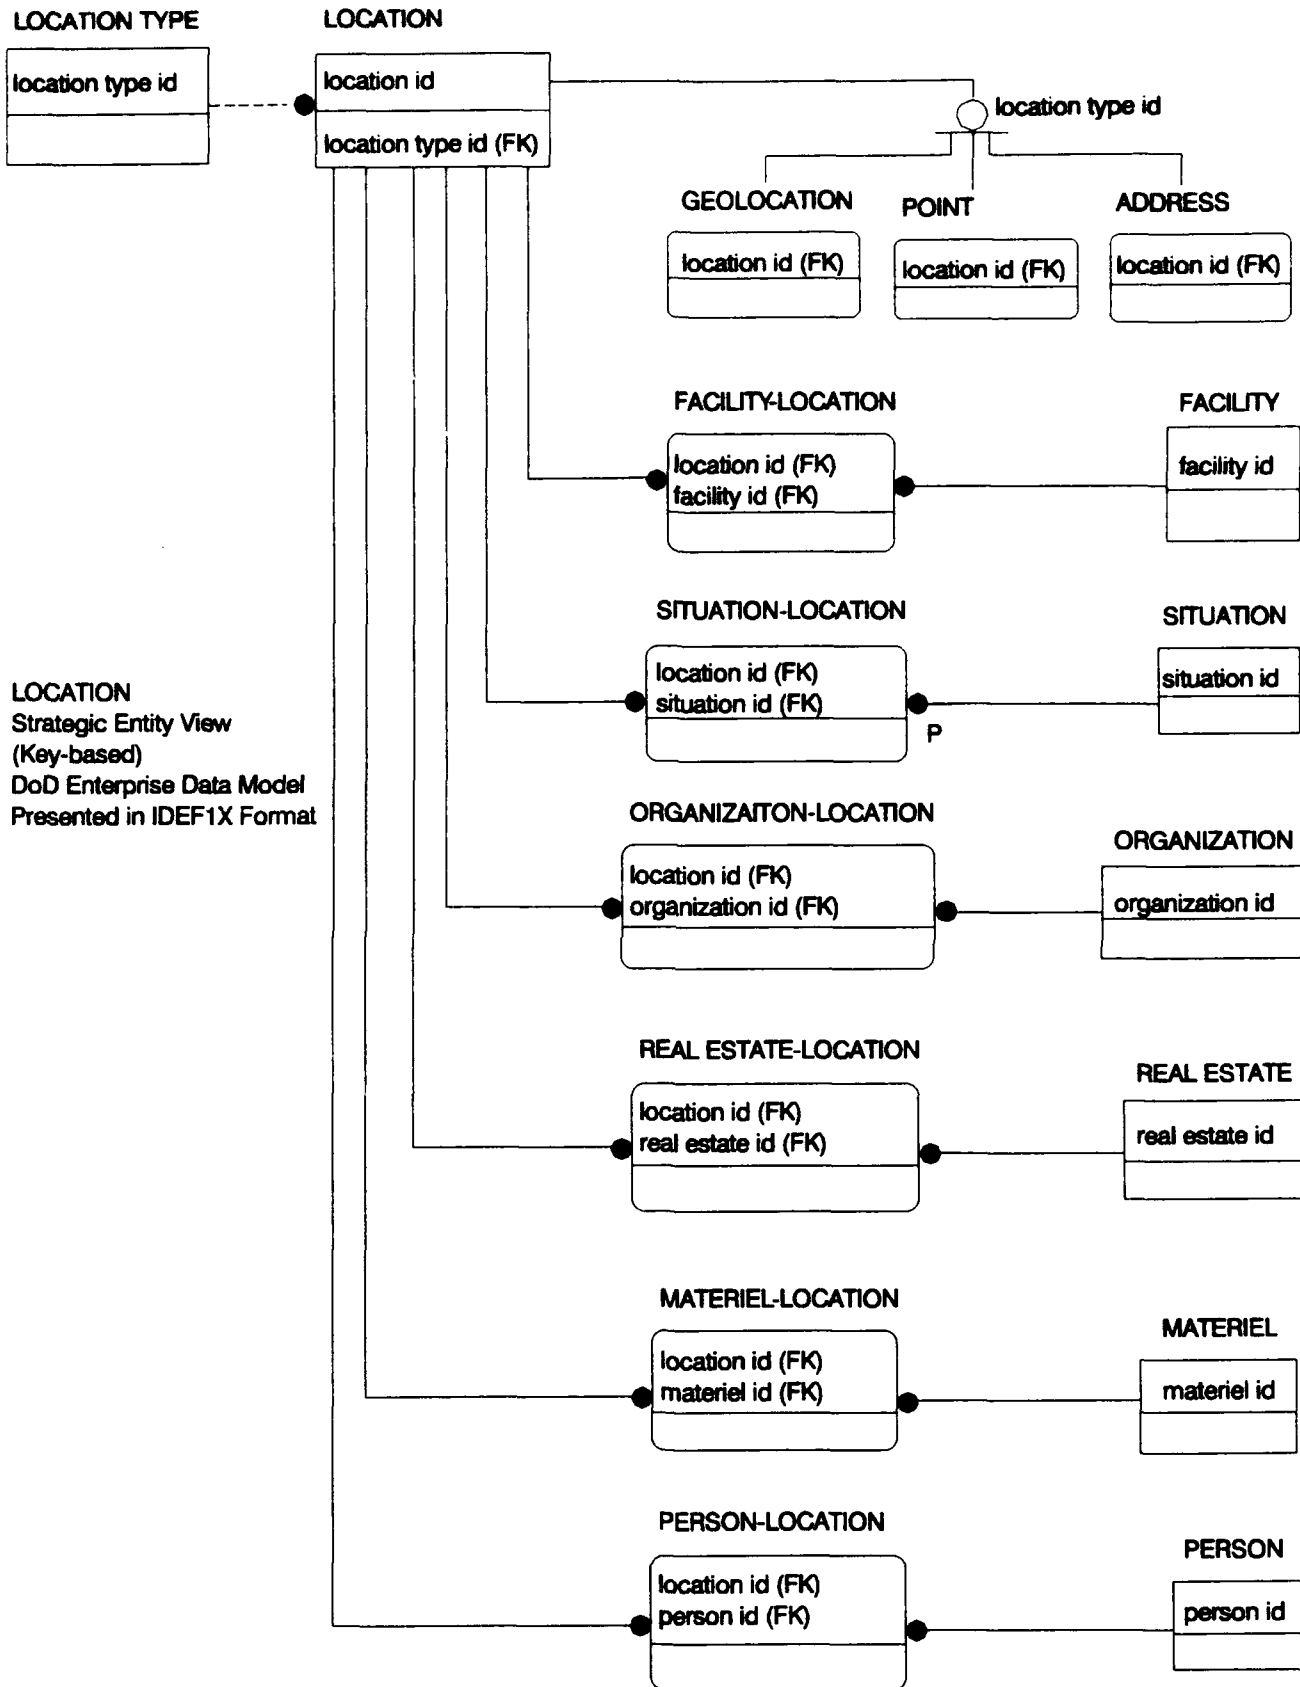 LOCATION TYPE
location type id
LOCATION
location id
location type id (FK)
location type id
GEOLOCATION
location id (FK)
POINT
location id (FK)
ADDRESS
location id (FK)
FACILITY-LOCATION
location id (FK)
facility id (FK)
FACILITY
facility id
SITUATION-LOCATION
location id (FK)
situation id (FK)
P
SITUATION
situation id
LOCATION
Strategic Entity View
(Key-based)
DoD Enterprise Data Model
Presented in IDEF1X Format
ORGANIZAITON-LOCATION
location id (FK)
organization id (FK)
ORGANIZATION
organization id
REAL ESTATE-LOCATION
location id (FK)
real estate id (FK)
REAL ESTATE
real estate id
MATERIEL-LOCATION
location id (FK)
materiel id (FK)
MATERIEL
materiel id
PERSON-LOCATION
location id (FK)
person id (FK)
PERSON
person id